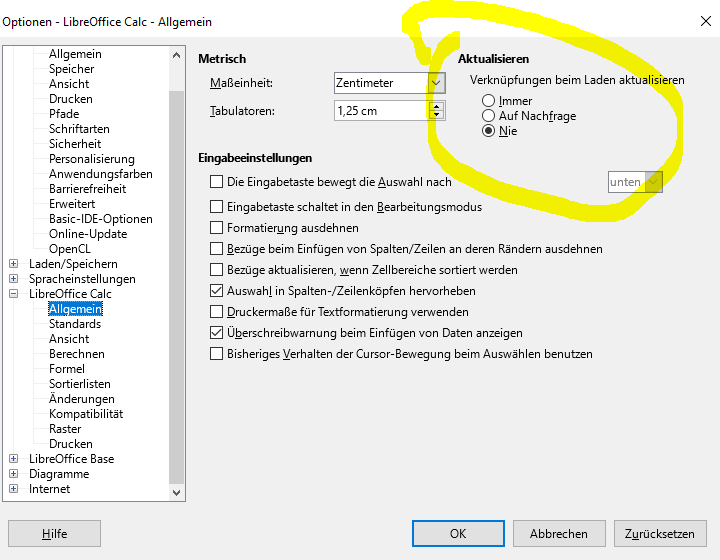 Optionen - LibreOffice Calc - Allgemein
Allgemein
Speicher
Ansicht
Drucken
Pfade
Schriftarten
Sicherheit
Personalisierung
Anwendungsfarben
Barrierefreiheit
Erweitert
Basic-IDE-Optionen
Online-Update
OpenCL
Laden/Speichern
Spracheinstellungen
LibreOffice Calc
Allgemein
Standards
Ansicht
Berechnen
Formel
Sortierlisten
Änderungen
Kompatibilität
Raster
Drucken
LibreOffice Base
Diagramme
Internet
Metrisch
Maßeinheit: Zentimeter
Tabulatoren: 1,25 cm
Aktualisieren
Verknüpfungen beim Laden aktualisieren
Immer
Auf Nachfrage
Nie
Eingabeeinstellungen
Die Eingabetaste bewegt die Auswahl nach unten
Eingabetaste schaltet in den Bearbeitungsmodus
Formatierung ausdehnen
Bezüge beim Einfügen von Spalten/Zeilen an deren Rändern ausdehnen
Bezüge aktualisieren, wenn Zellbereiche sortiert werden
Auswahl in Spalten-/Zeilenköpfen hervorheben
Druckermaße für Textformatierung verwenden
Überschreibwarnung beim Einfügen von Daten anzeigen
Bisheriges Verhalten der Cursor-Bewegung beim Auswählen benutzen
Hilfe
OK
Abbrechen
Zurücksetzen